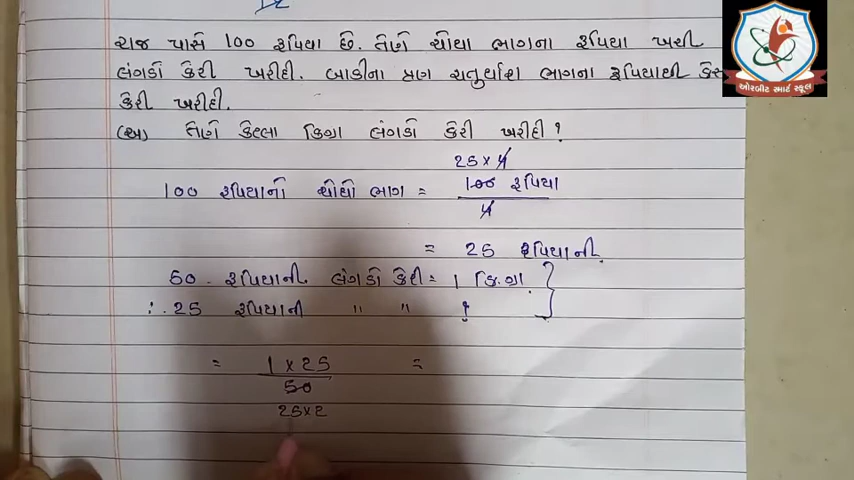 રાજ પાસે 100 રૂપિયા છે. તેણે ચોથા ભાગના રૂપિયા ખર્ચી
લંગડો કેરી ખરીદી. બાકીના ત્રણ ચતુર્થાંશ ભાગના રૂપિયાથી કેસ
કેરી ખરીદી.
(અ) તેણે કેટલા કિગ્રા લંગડો કેરી ખરીદી?
25 × 4
100 રૂપિયાનો ચોથો ભાગ = 100 રૂપિયા
4
= 25 રૂપિયાની
50 રૂપિયાની લંગડો કેરી = 1 કિ.ગ્રા.
∴ 25 રૂપિયાની " " ?
= 1 × 25 =
50
25×2
ઓરબીટ સ્માર્ટ સ્કૂલ